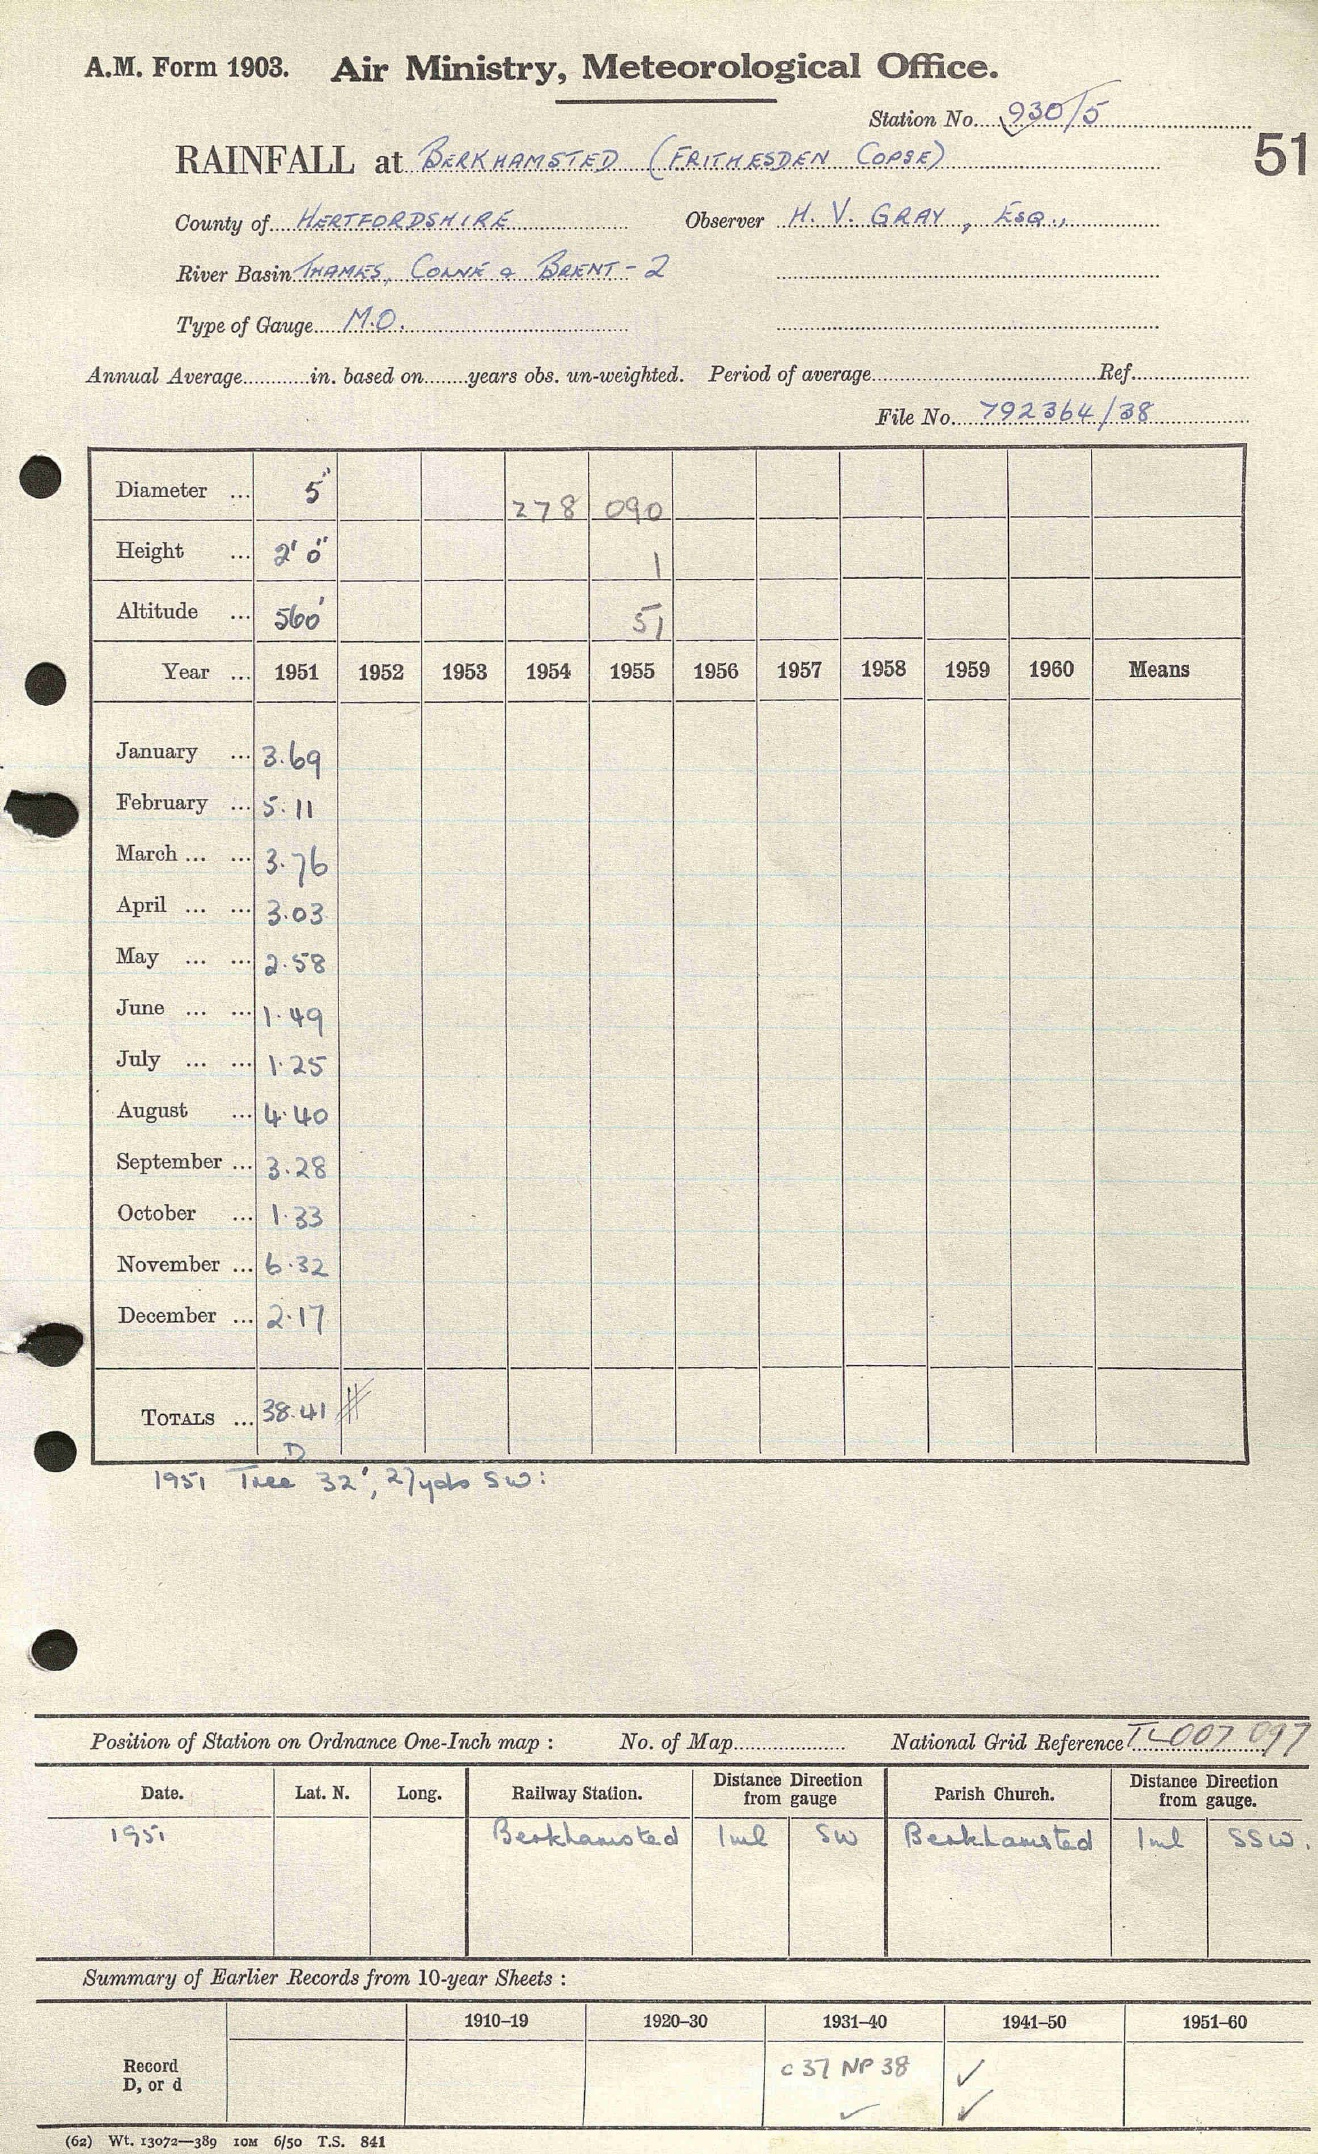 A.M. Form 1903. Air Ministry, Meteorological Office.
Station No. 930/5
51
RAINFALL at BERKHAMSTED (FRITHESDEN COPSE)
County of HERTFORDSHIRE Observer H. V. GRAY, ESQ.,
River Basin THAMES, COLNE & BRENT - 2
Type of Gauge M.O.
Annual Average............in. based on........years obs. un-weighted. Period of average............Ref............
File No. 792364/38
Diameter ... 5" 278 090
Height ... 2' 0" 1
Altitude ... 560' 51
Year ... 1951 1952 1953 1954 1955 1956 1957 1958 1959 1960 Means
January ... 3.69
February ... 5.11
March ... ... 3.76
April ... ... 3.03
May ... ... 2.58
June ... ... 1.49
July ... ... 1.25
August ... 4.40
September ... 3.28
October ... 1.33
November ... 6.32
December ... 2.17
TOTALS ... 38.41
D
1951 Tree 32', 27yds SW:
Position of Station on Ordnance One-Inch map : No. of Map............ National Grid Reference TL 007 097
Date. Lat. N. Long. Railway Station. Distance Direction from gauge Parish Church. Distance Direction from gauge.
1951 Berkhamsted 1ml SW Berkhamsted 1ml SSW.
Summary of Earlier Records from 10-year Sheets :
1910–19 1920–30 1931–40 1941–50 1951–60
Record c 37 NP 38 ✓
D, or d ✓ ✓
(62) Wt. 13072—389 10M 6/50 T.S. 841